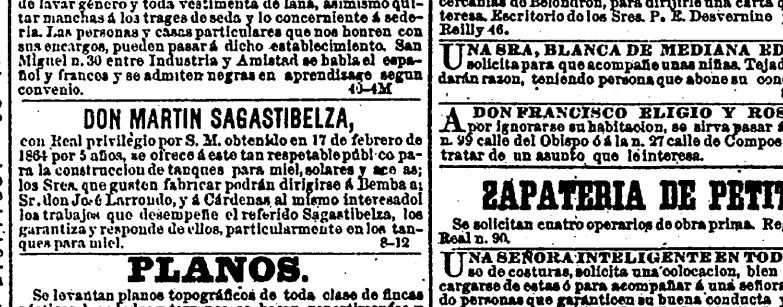 de lavar género y toda vestimenta de lana, asimismo qui-
tar manchas á los trages de seda y lo concerniente á sede-
ria. Las personas y casas particulares que nos honren con
sus encargos, pueden pasar á dicho establecimiento. San
Miguel n. 30 entre Industria y Amistad se habla el espa-
ñol y frances y se admiten negras en aprendizage segun
convenio. 40-4M
DON MARTIN SAGASTIBELZA,
con Real privilegio por S. M. obtenido en 17 de febrero de
1864 por 5 años, se ofrece á este tan respetable públi co pa-
ra la construccion de tanques para miel, solares y
los Sres. que gusten fabricar podrán dirigirse á Bemba al
Sr. don José Larrondo, y á Cárdenas al mismo interesado!
los trabajos que desempeñe el referido Sagastibelza, los
garantiza y responde de ellos, particularmente en los tan-
ques para miel. 8-12
PLANOS.
Se levantan planos topográficos de toda clase de fincas
cercanías de Belondron, para dirijirle una carta
teresa. Escritorio de los Sres. P. E. Desvernine
Reilly 46.
UNA SRA, BLANCA DE MEDIANA ED
solicita para que acompañe unas niñas. Tejad
darán razon, teniendo persona que abone su con
A DON FRANCISCO ELIGIO Y ROS
por ignorarse su habitacion, se sirva pasar á
n. 99 calle del Obispo ó á la n. 27 calle de Compos
tratar de un asunto que le interesa.
ZAPATERIA DE PETI
Se solicitan cuatro operarios de obra prima. Re
Real n. 90.
UNA SEÑORA INTELIGENTE EN TOD
so de costuras, solicita una colocacion, bien
cargarse de estas ó para acompañar á una señor
do personas que garanticen su buena conducta